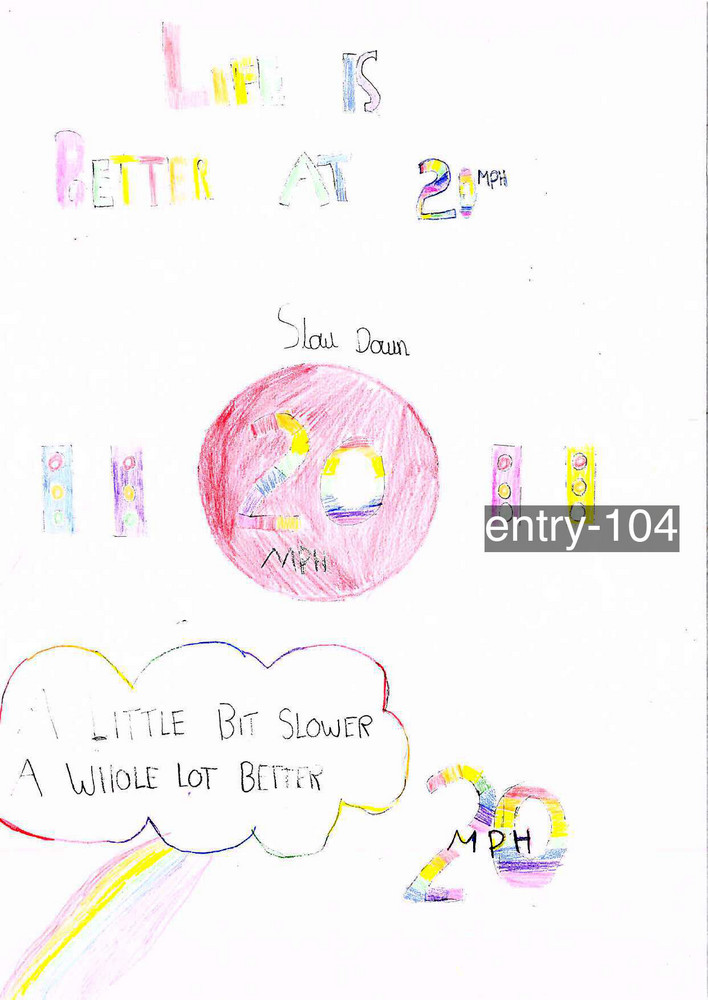 LIFE IS
BETTER AT 20 MPH
Slow Down
20
MPH
entry-104
A LITTLE BIT SLOWER
A WHOLE LOT BETTER
20
MPH